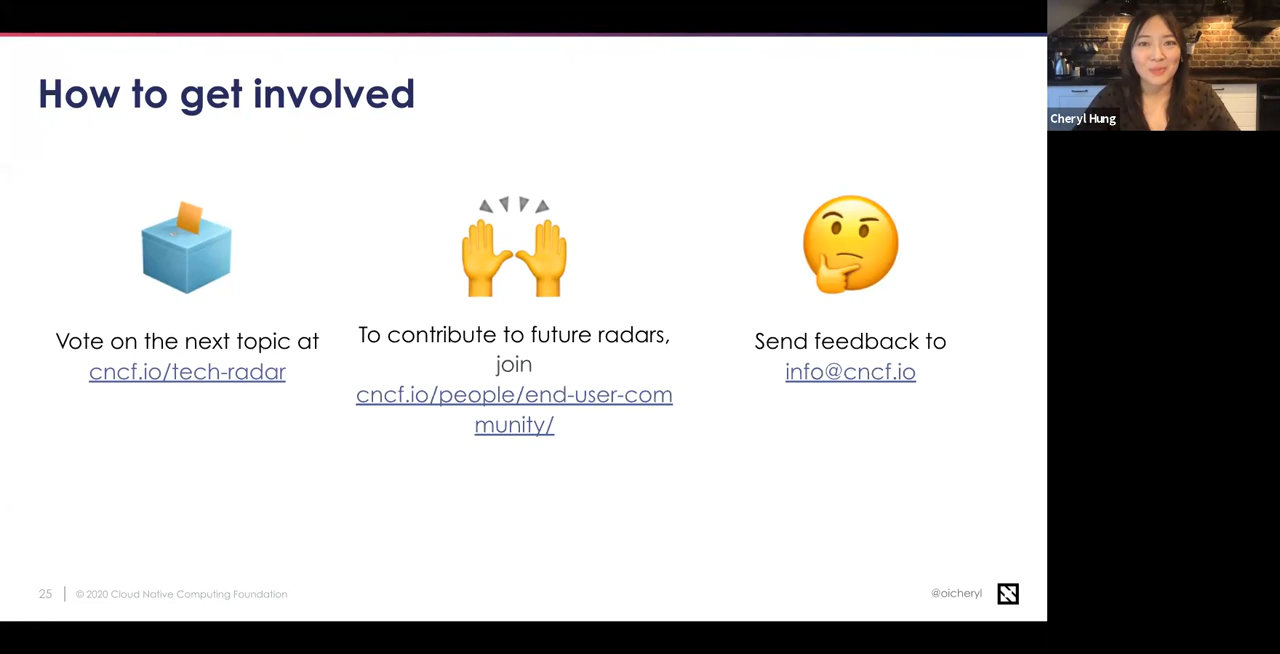 How to get involved
Vote on the next topic at
cncf.io/tech-radar
To contribute to future radars,
join
cncf.io/people/end-user-com
munity/
Send feedback to
info@cncf.io
25
© 2020 Cloud Native Computing Foundation
@oicheryl
Cheryl Hung